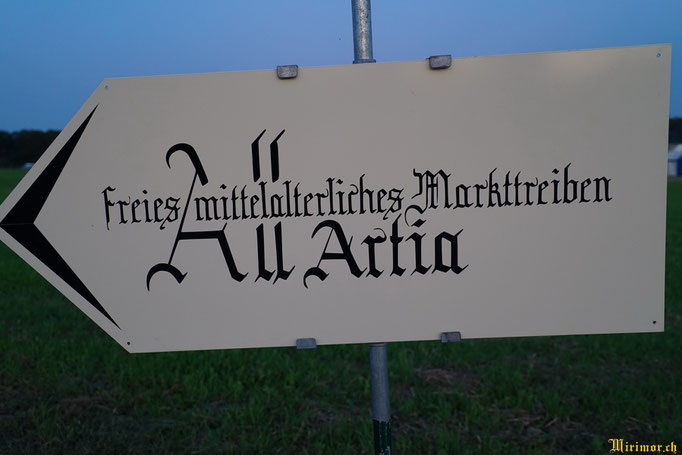 freies mittelalterliches Markttreiben
All Artia
Mirimor.ch